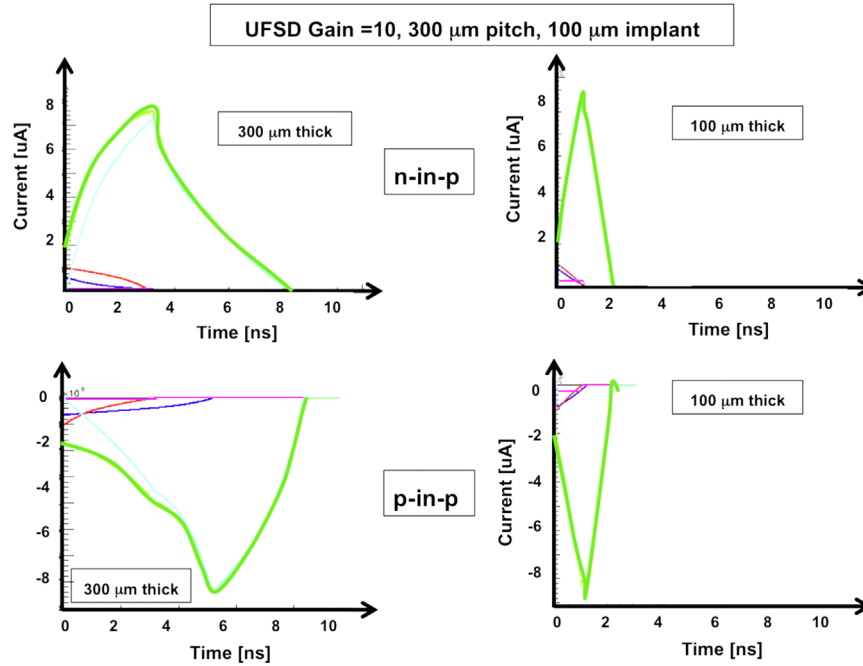 UFSD Gain =10, 300 μm pitch, 100 μm implant
Current [uA]
8
6
4
2
0 2 4 6 8 10
Time [ns]
300 μm thick
n-in-p
Current [uA]
8
6
4
2
0 2 4 6 8 10
Time [ns]
100 μm thick
Current [uA]
0
-2
-4
-6
-8
0 2 4 6 8 10
Time [ns]
300 μm thick
p-in-p
Current [uA]
0
-2
-4
-6
-8
0 2 4 6 8 10
Time [ns]
100 μm thick